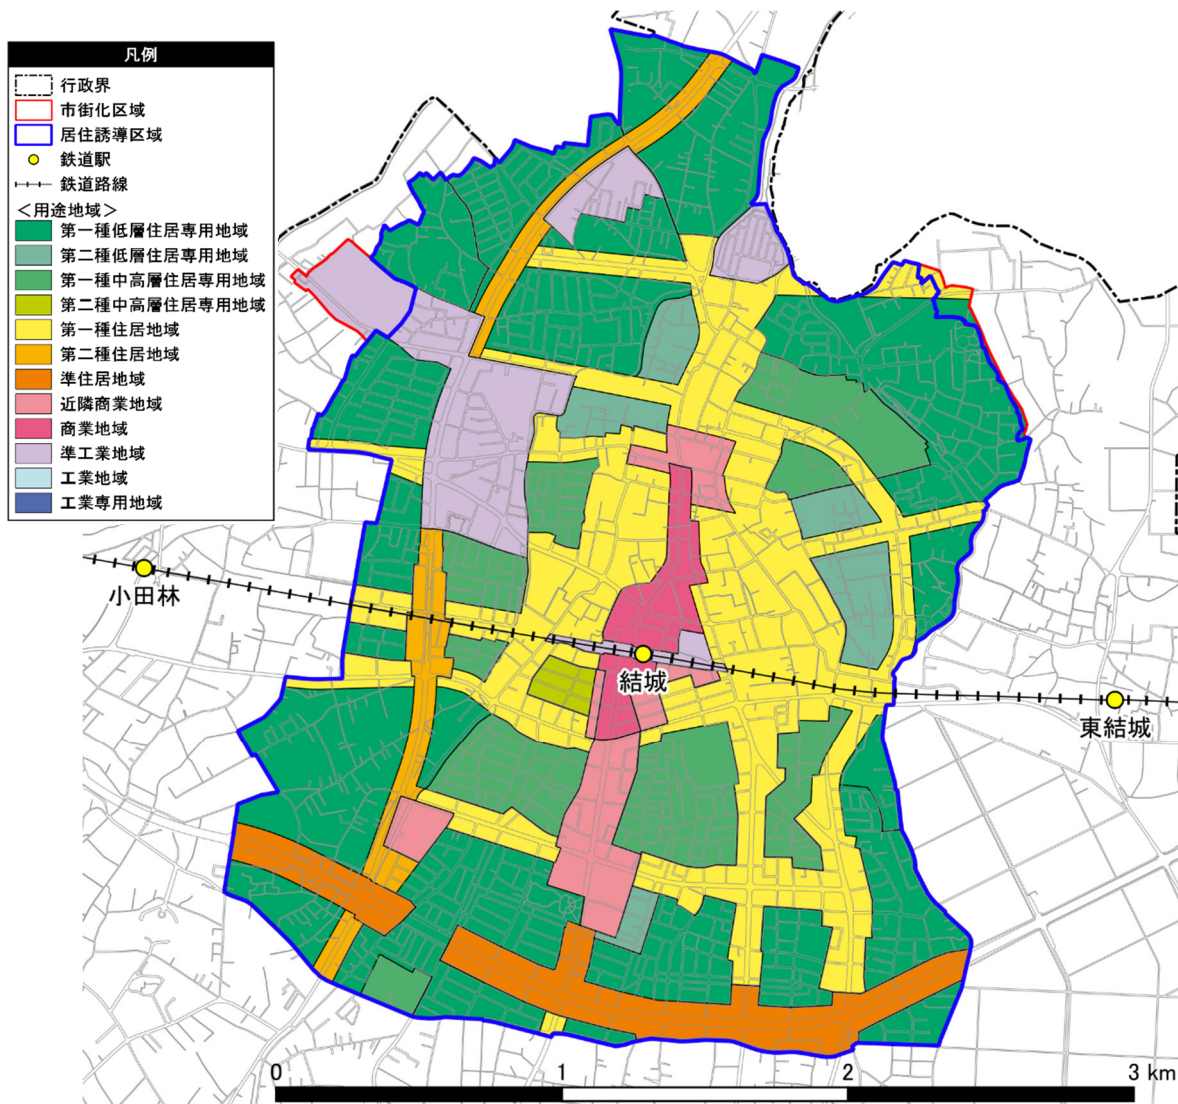 凡例
行政界
市街化区域
居住誘導区域
鉄道駅
鉄道路線
＜用途地域＞
第一種低層住居専用地域
第二種低層住居専用地域
第一種中高層住居専用地域
第二種中高層住居専用地域
第一種住居地域
第二種住居地域
準住居地域
近隣商業地域
商業地域
準工業地域
工業地域
工業専用地域
小田林
結城
東結城
0 1 2 3 km